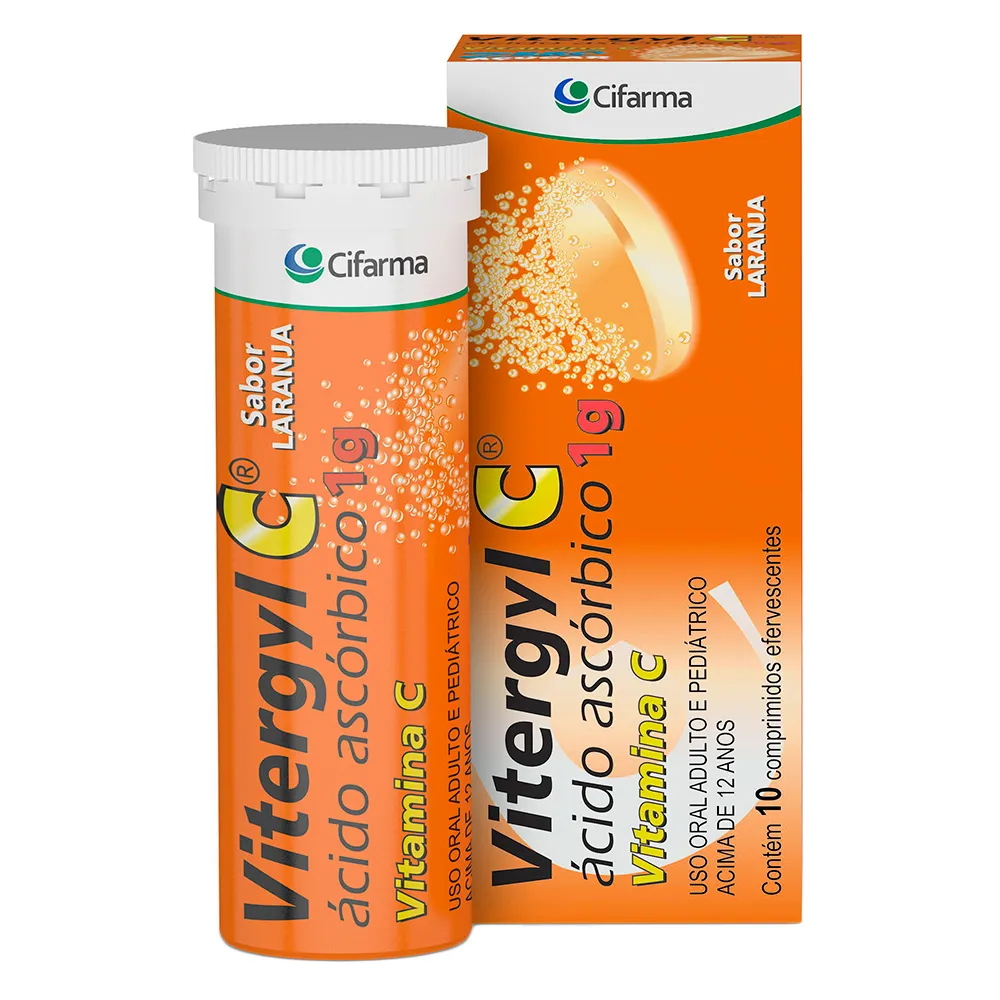 Cifarma
Sabor
LARANJA
Vitergyl C®
ácido ascórbico 1g
Vitamina C
USO ORAL ADULTO E PEDIÁTRICO
ACIMA DE 12 ANOS
Vitergyl C
Cifarma
Sabor
LARANJA
Vitergyl C®
ácido ascórbico 1g
Vitamina C
USO ORAL ADULTO E PEDIÁTRICO
ACIMA DE 12 ANOS
Contém 10 comprimidos efervescentes